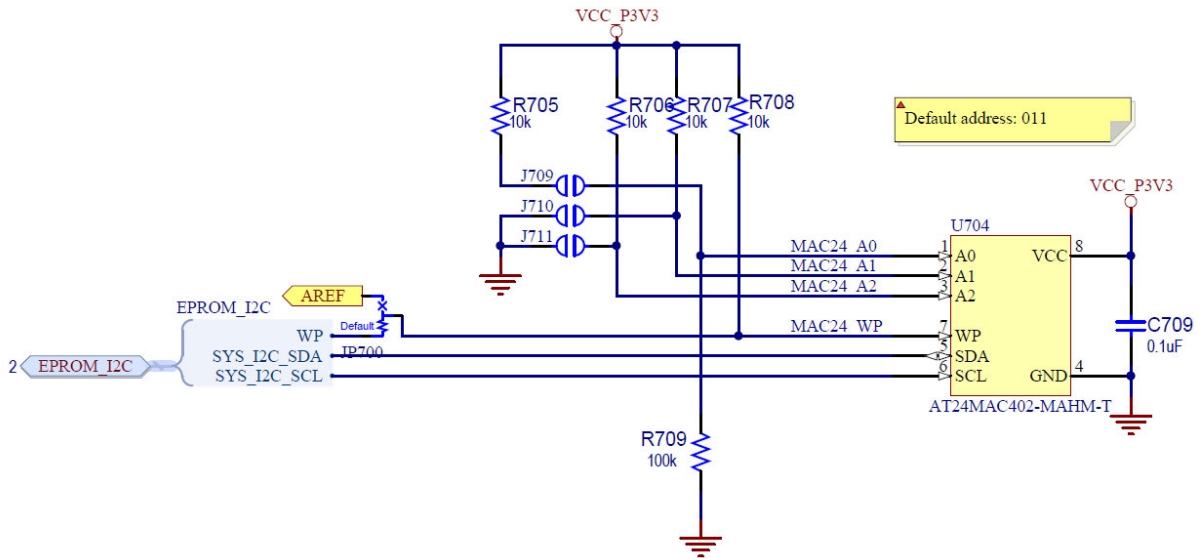 VCC_P3V3
R705
10k
R706
10k
R707
10k
R708
10k
Default address: 011
J709
J710
J711
VCC_P3V3
U704
MAC24_A0
1
A0
VCC
8
MAC24_A1
2
A1
MAC24_A2
3
A2
AREF
EPROM_I2C
Default
WP
MAC24_WP
7
WP
C709
0.1uF
JP700
SYS_I2C_SDA
5
SDA
2
EPROM_I2C
SYS_I2C_SCL
6
SCL
GND
4
AT24MAC402-MAHM-T
R709
100k